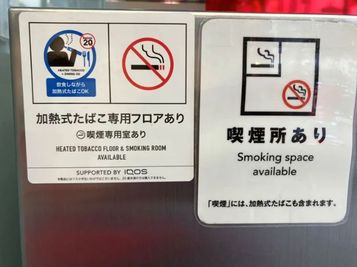 20
HEATED TOBACCO
+ DINING OK
飲食しながら
加熱式たばこOK
加熱式たばこ専用フロアあり
喫煙専用室あり
HEATED TOBACCO FLOOR & SMOKING ROOM
AVAILABLE
SUPPORTED BY IQOS
喫煙所あり
Smoking space
available
「喫煙」には、加熱式たばこも含まれます。